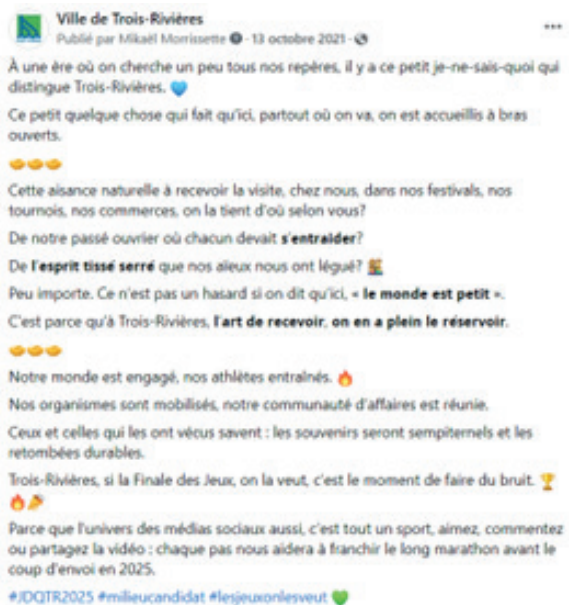 Ville de Trois-Rivières
Publié par Mikaël Morrissette · 13 octobre 2021 ·
À une ère où on cherche un peu tous nos repères, il y a ce petit je-ne-sais-quoi qui
distingue Trois-Rivières. 💙
Ce petit quelque chose qui fait qu'ici, partout où on va, on est accueillis à bras
ouverts.
🤝🤝🤝
Cette aisance naturelle à recevoir la visite, chez nous, dans nos festivals, nos
tournois, nos commerces, on la tient d'où selon vous?
De notre passé ouvrier où chacun devait s'entraider?
De l'esprit tissé serré que nos aïeux nous ont légué?
Peu importe. Ce n'est pas un hasard si on dit qu'ici, « le monde est petit ».
C'est parce qu'à Trois-Rivières, l'art de recevoir, on en a plein le réservoir.
🤝🤝🤝
Notre monde est engagé, nos athlètes entraînés. 🔥
Nos organismes sont mobilisés, notre communauté d'affaires est réunie.
Ceux et celles qui les ont vécus savent : les souvenirs seront sempiternels et les
retombées durables.
Trois-Rivières, si la Finale des Jeux, on la veut, c'est le moment de faire du bruit. 🏆
🔥🎉
Parce que l'univers des médias sociaux aussi, c'est tout un sport, aimez, commentez
ou partagez la vidéo : chaque pas nous aidera à franchir le long marathon avant le
coup d'envoi en 2025.
#JDQTR2025 #milieucandidat #lesjeuxonlesveut 💚